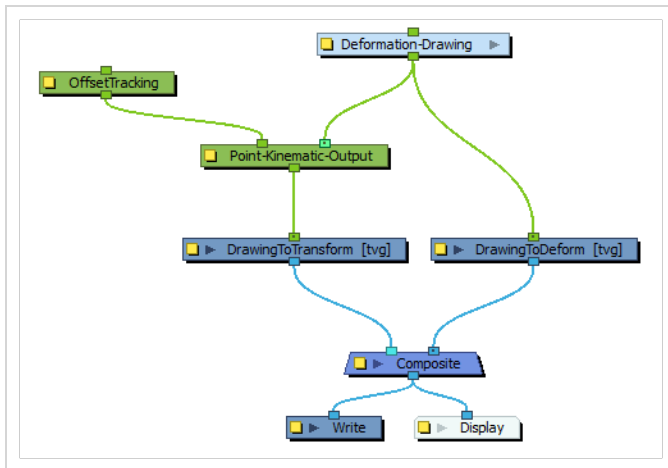 Deformation-Drawing
OffsetTracking
Point-Kinematic-Output
DrawingToTransform [tvg]
DrawingToDeform [tvg]
Composite
Write
Display